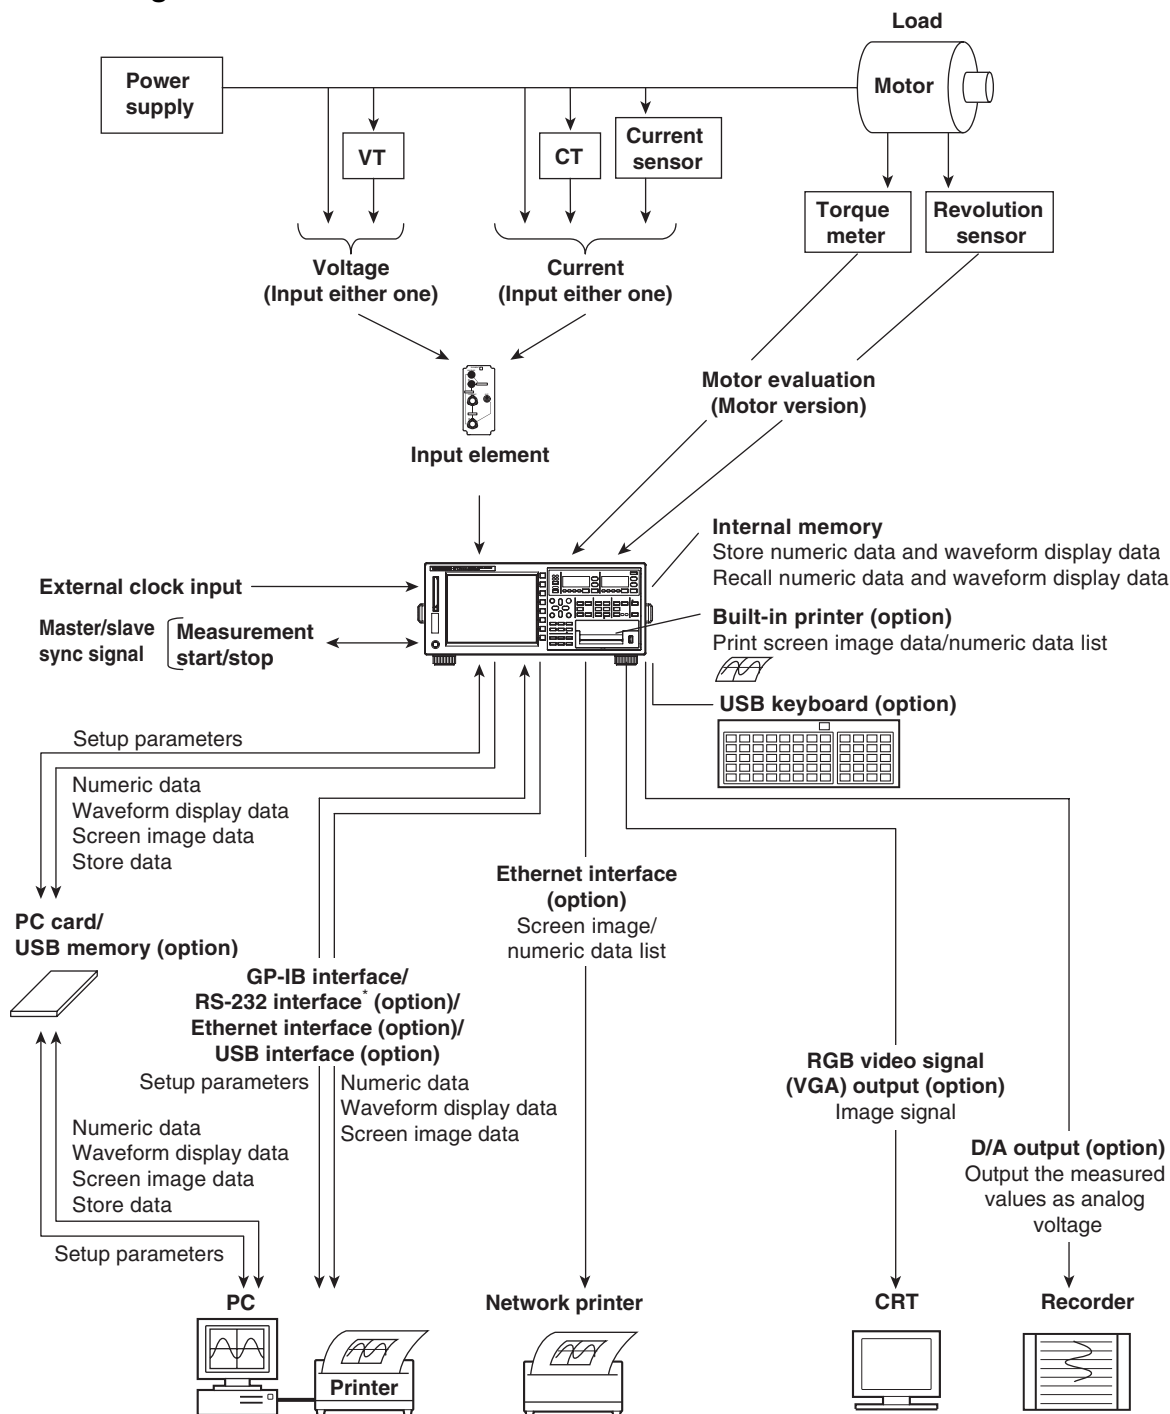 Load
Power
supply
Motor
VT
CT
Current
sensor
Torque
meter
Revolution
sensor
Voltage
(Input either one)
Current
(Input either one)
Motor evaluation
(Motor version)
Input element
Internal memory
Store numeric data and waveform display data
Recall numeric data and waveform display data
External clock input
Master/slave
sync signal
Measurement
start/stop
Built-in printer (option)
Print screen image data/numeric data list
USB keyboard (option)
Setup parameters
Numeric data
Waveform display data
Screen image data
Store data
PC card/
USB memory (option)
Ethernet interface
(option)
Screen image/
numeric data list
GP-IB interface/
RS-232 interface* (option)/
Ethernet interface (option)/
USB interface (option)
Setup parameters
Numeric data
Waveform display data
Screen image data
RGB video signal
(VGA) output (option)
Image signal
Numeric data
Waveform display data
Screen image data
Store data
Setup parameters
D/A output (option)
Output the measured
values as analog
voltage
PC
Printer
Network printer
CRT
Recorder